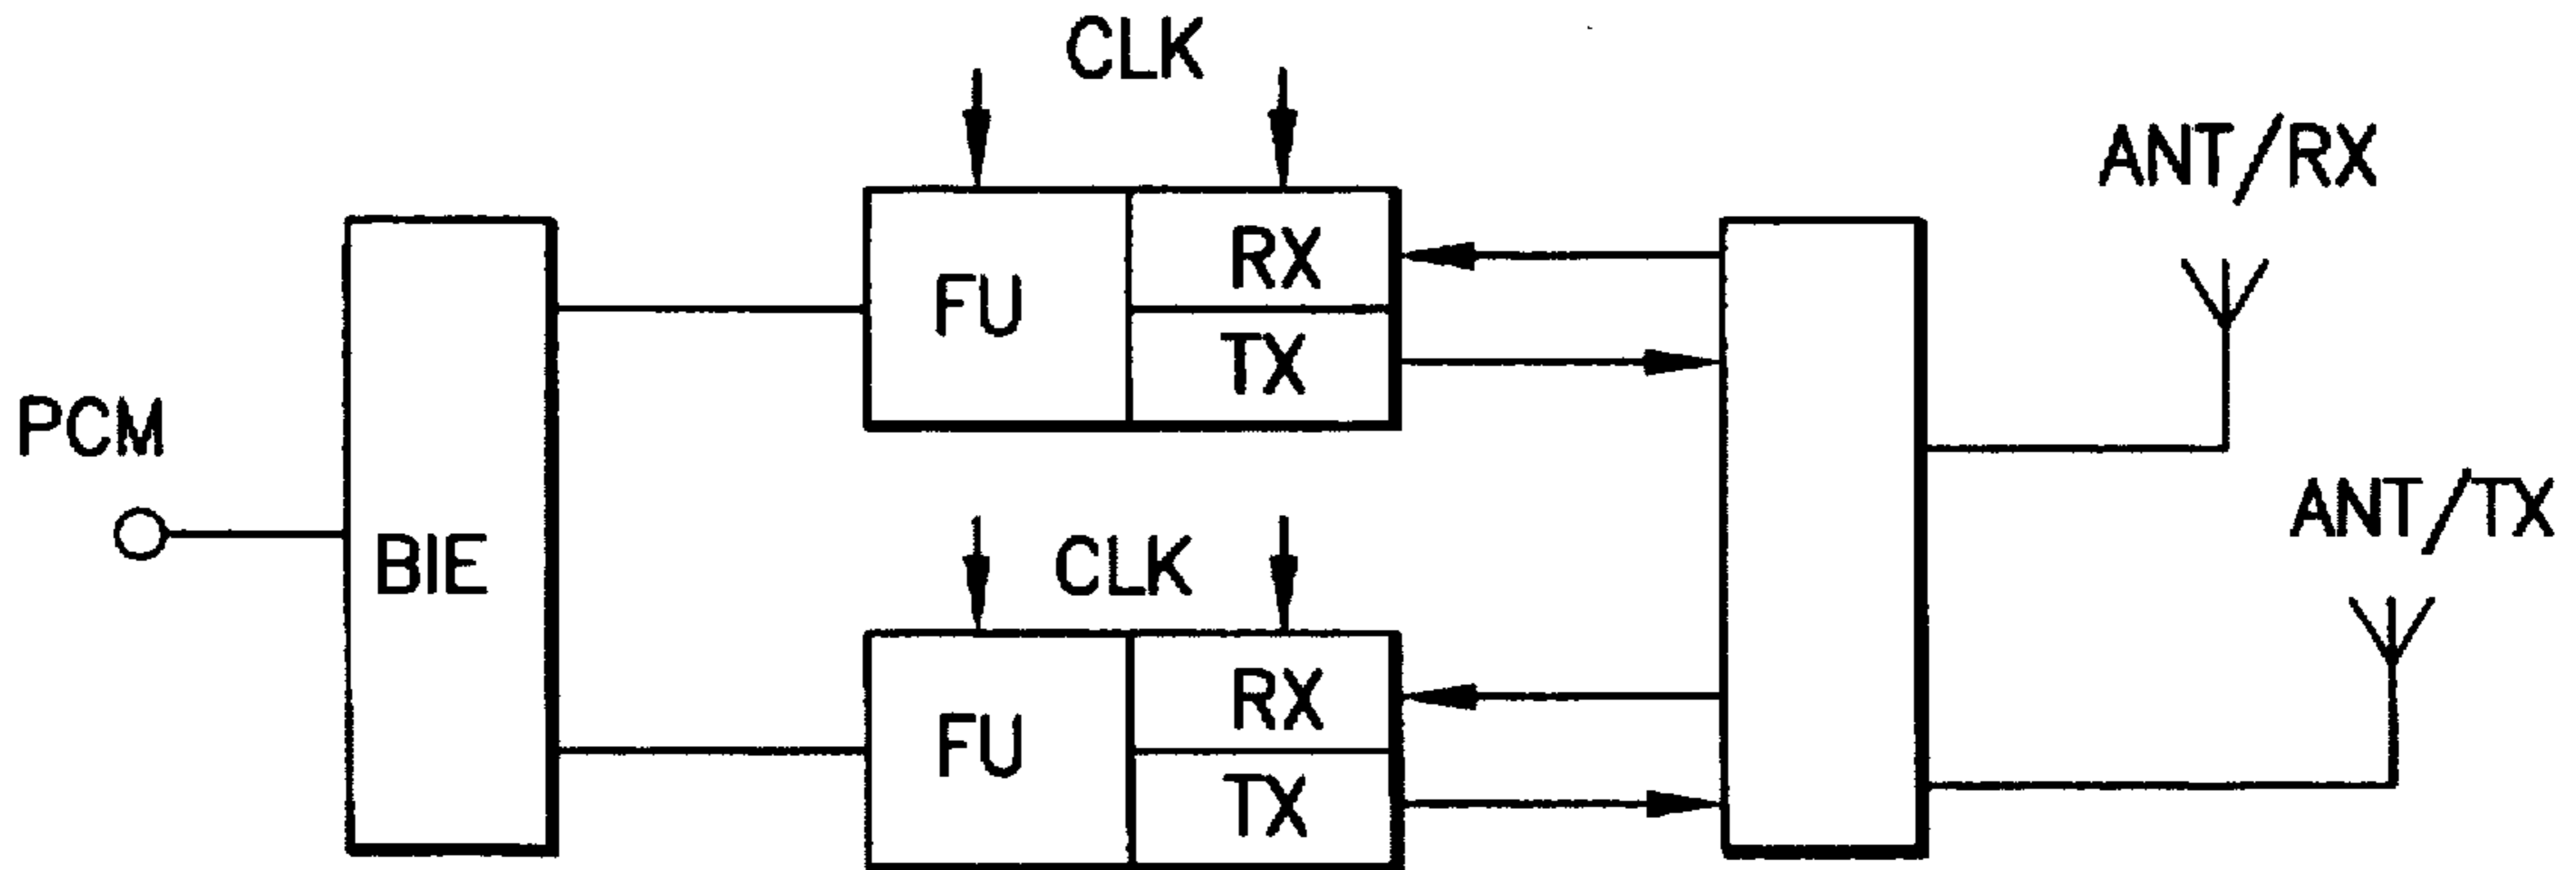 CLK
ANT/RX
RX
FU
TX
PCM
ANT/TX
BIE
CLK
RX
FU
TX